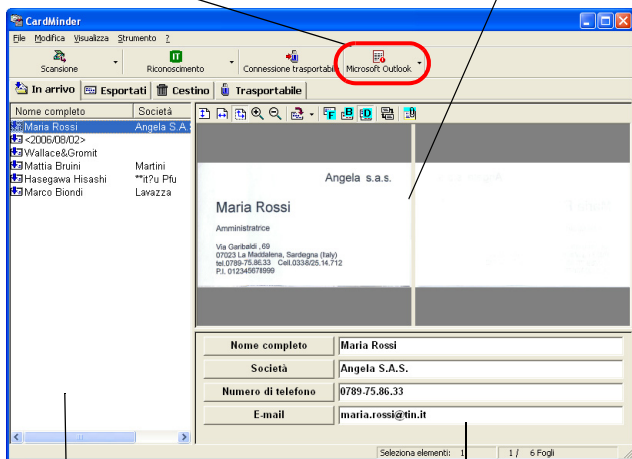 CardMinder
File Modifica Visualizza Strumento ?
Scansione Riconoscimento Connessione trasportabile Microsoft Outlook
In arrivo Esportati Cestino Trasportabile
Nome completo Società
Maria Rossi Angela S.A.
<2006/08/02>
Wallace&Gromit
Mattia Bruini Martini
Hasegawa Hisashi **it?u Pfu
Marco Biondi Lavazza
Angela s.a.s.
Maria Rossi
Amministratrice
Via Garibaldi ,69
07023 La Maddalena, Sardegna (Italy)
tel.0789-75.86.33 Cell.0338/25.14.712
P.I. 012345678999
Nome completo Maria Rossi
Società Angela S.A.S.
Numero di telefono 0789-75.86.33
E-mail maria.rossi@tin.it
Seleziona elementi: 1 1 / 6 Fogli